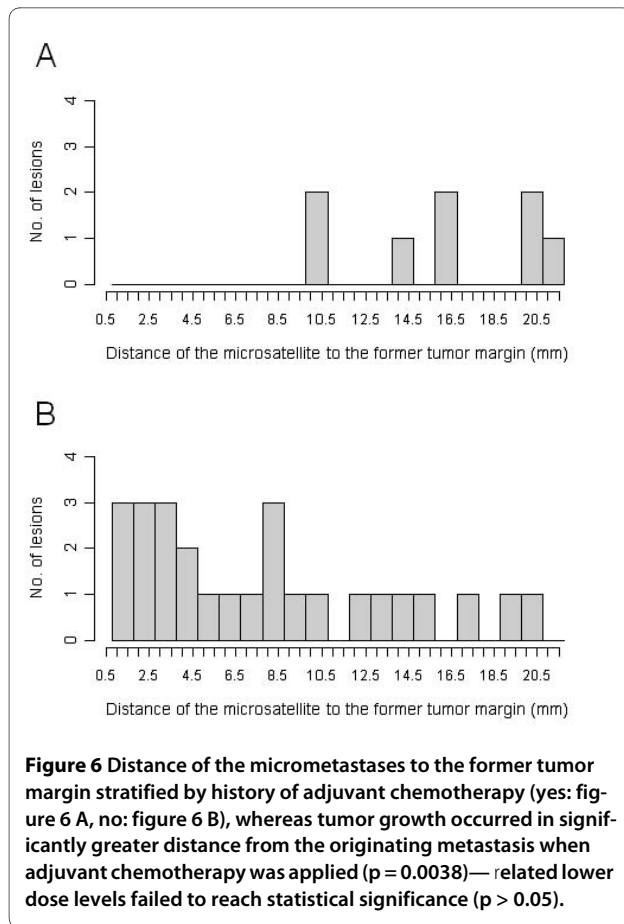 A
4
3
2
1
0
No. of lesions
0.5 2.5 4.5 6.5 8.5 10.5 12.5 14.5 16.5 18.5 20.5
Distance of the microsatellite to the former tumor margin (mm)
B
4
3
2
1
0
No. of lesions
0.5 2.5 4.5 6.5 8.5 10.5 12.5 14.5 16.5 18.5 20.5
Distance of the microsatellite to the former tumor margin (mm)
Figure 6 Distance of the micrometastases to the former tumor
margin stratified by history of adjuvant chemotherapy (yes: fig-
ure 6 A, no: figure 6 B), whereas tumor growth occurred in signif-
icantly greater distance from the originating metastasis when
adjuvant chemotherapy was applied (p = 0.0038)— related lower
dose levels failed to reach statistical significance (p > 0.05).